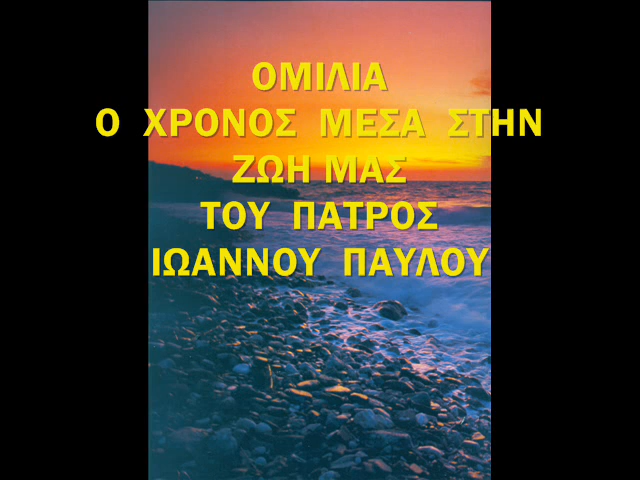 ΟΜΙΛΙΑ
Ο ΧΡΟΝΟΣ ΜΕΣΑ ΣΤΗΝ
ΖΩΗ ΜΑΣ
ΤΟΥ ΠΑΤΡΟΣ
ΙΩΑΝΝΟΥ ΠΑΥΛΟΥ